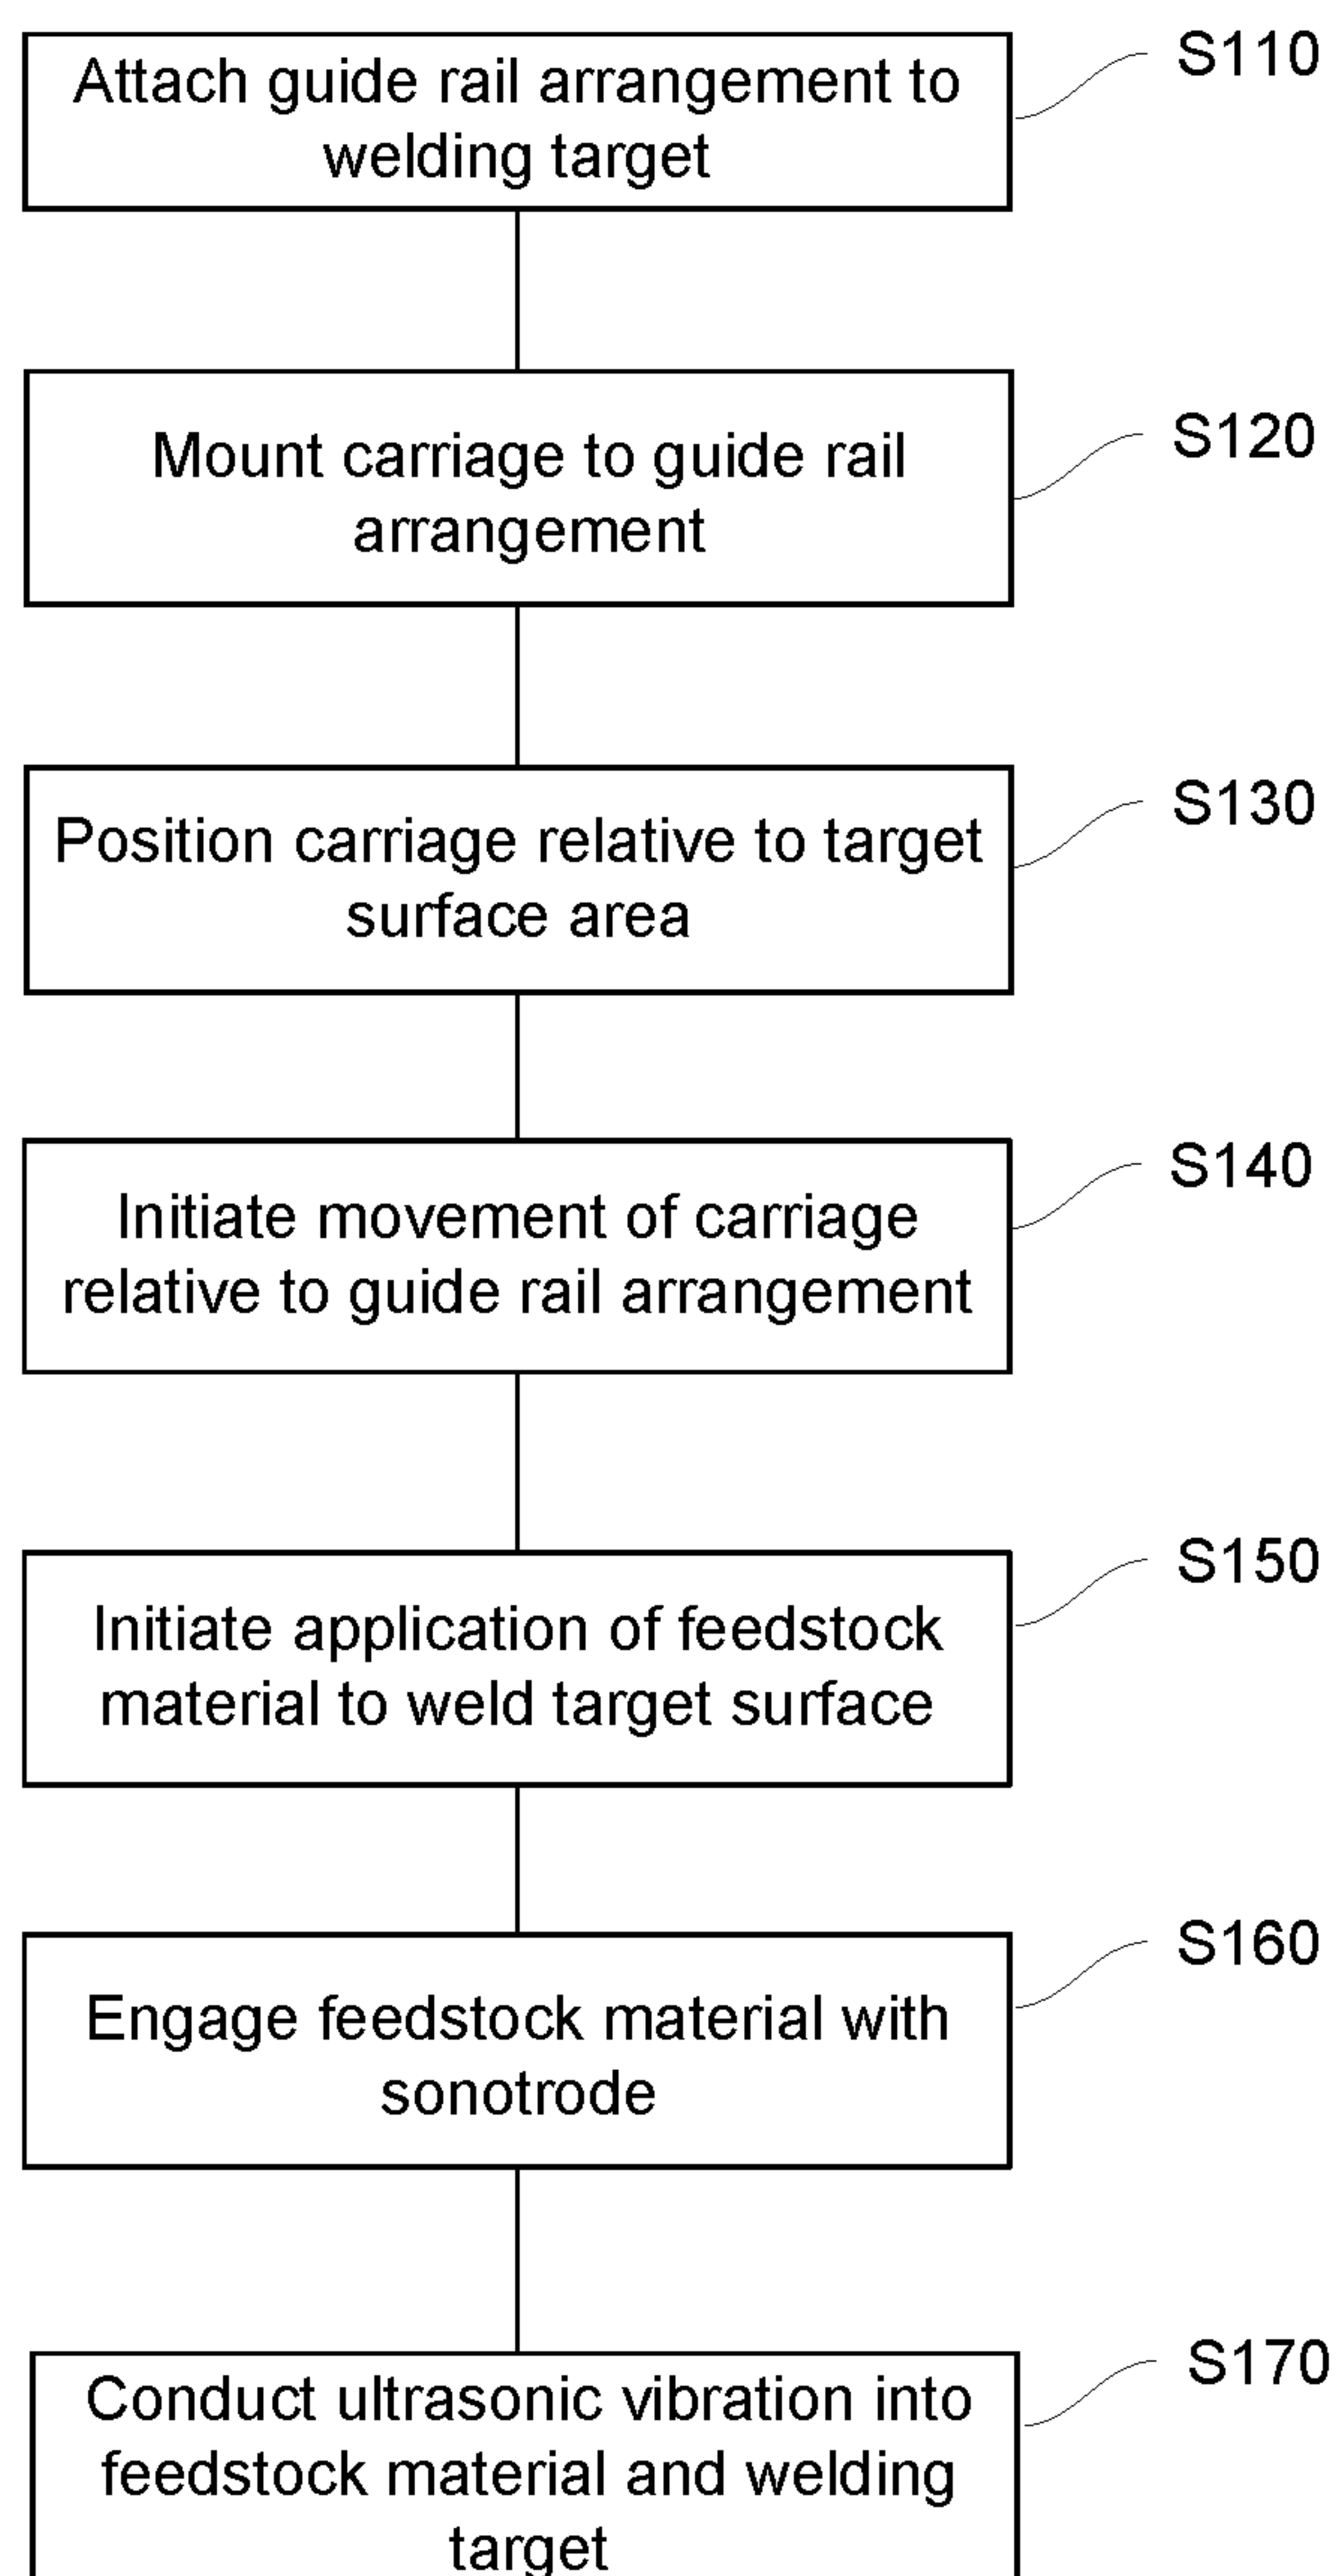 Attach guide rail arrangement to
welding target
S110
Mount carriage to guide rail
arrangement
S120
Position carriage relative to target
surface area
S130
Initiate movement of carriage
relative to guide rail arrangement
S140
Initiate application of feedstock
material to weld target surface
S150
Engage feedstock material with
sonotrode
S160
Conduct ultrasonic vibration into
feedstock material and welding
target
S170